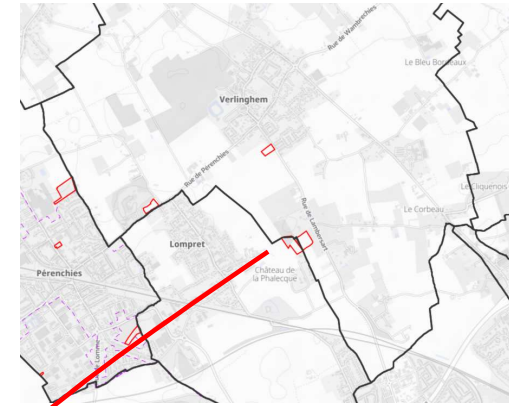 Rue de Wambrechies
Le Bleu Bordeaux
Verlinghem
Rue de Pérenchies
Le Cliquenois
Rue de Lambersart
Le Corbeau
Lompret
Pérenchies
Château de
la Phalecque